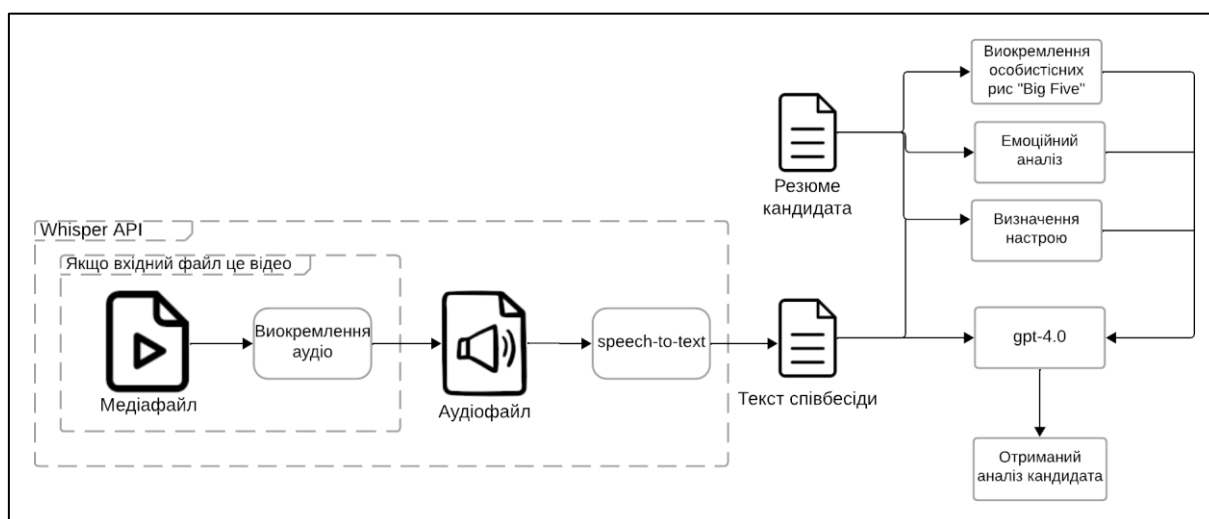 Whisper API
Якщо вхідний файл це відео
Медіафайл
Виокремлення
аудіо
Аудіофайл
speech-to-text
Резюме
кандидата
Текст співбесіди
Виокремлення
особистісних
рис "Big Five"
Емоційний
аналіз
Визначення
настрою
gpt-4.0
Отриманий
аналіз кандидата